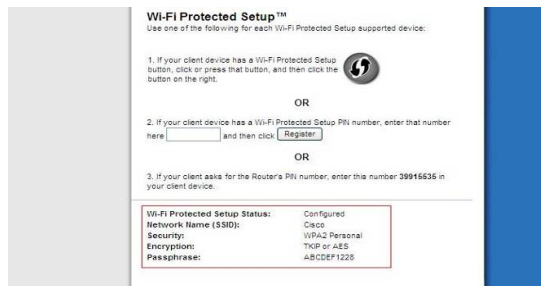 Wi-Fi Protected Setup™
Use one of the following for each Wi-Fi Protected Setup supported device:
1. If your client device has a Wi-Fi Protected Setup
button, click or press that button, and then click the
button on the right.
OR
2. If your client device has a Wi-Fi Protected Setup PIN number, enter that number
here and then click Register
OR
3. If your client asks for the Router's PIN number, enter this number 39915535 in
your client device.
Wi-Fi Protected Setup Status: Configured
Network Name (SSID): Cisco
Security: WPA2 Personal
Encryption: TKIP or AES
Passphrase: ABCDEF1228